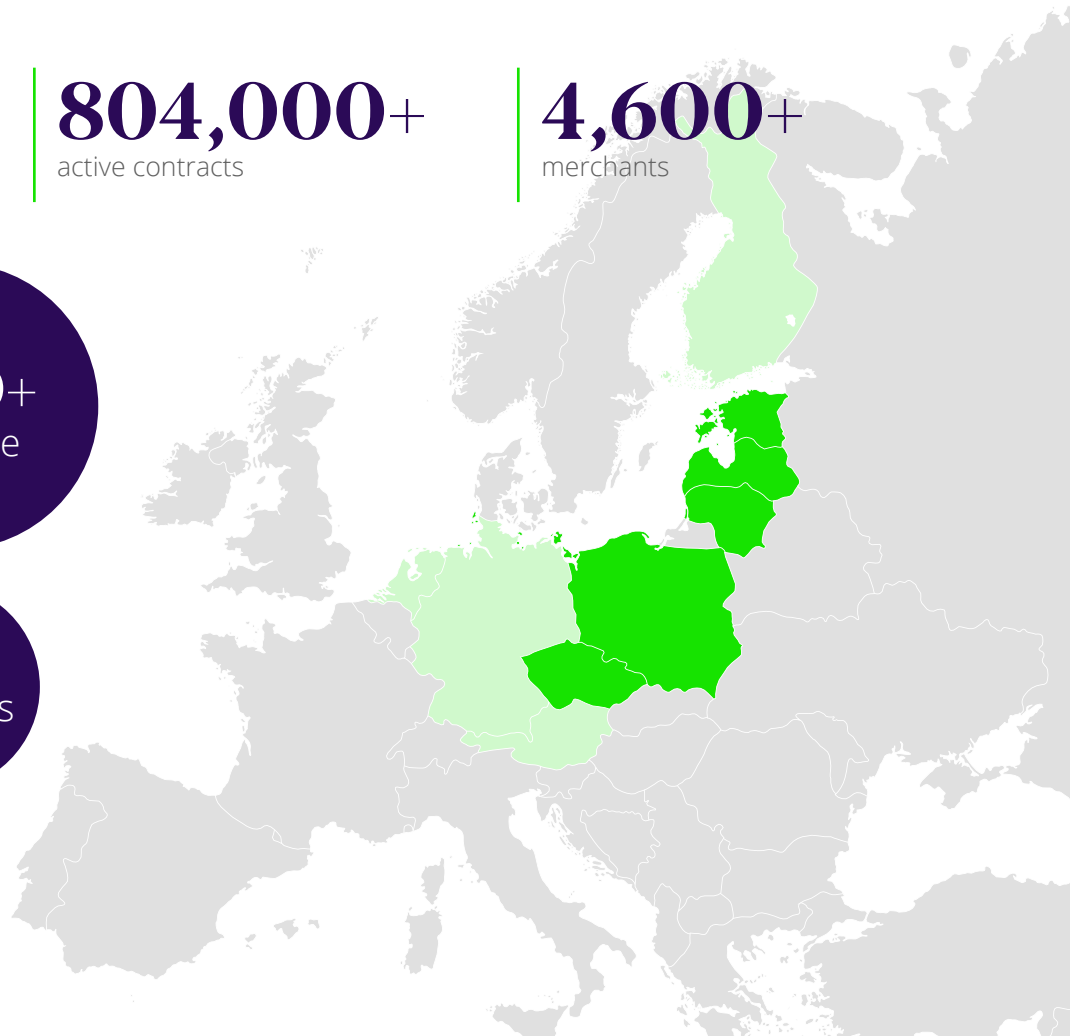 804,000+
active contracts
4,600+
merchants
+
e
s